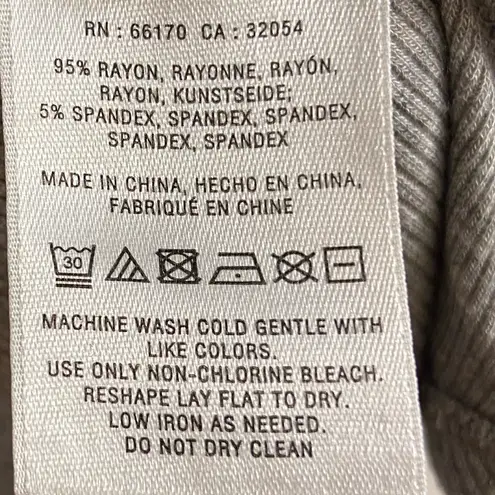 RN : 66170 CA : 32054
95% RAYON, RAYONNE, RAYÓN,
RAYON, KUNSTSEIDE;
5% SPANDEX, SPANDEX, SPANDEX,
SPANDEX, SPANDEX
MADE IN CHINA, HECHO EN CHINA,
FABRIQUÉ EN CHINE
30
MACHINE WASH COLD GENTLE WITH
LIKE COLORS.
USE ONLY NON-CHLORINE BLEACH.
RESHAPE LAY FLAT TO DRY.
LOW IRON AS NEEDED.
DO NOT DRY CLEAN